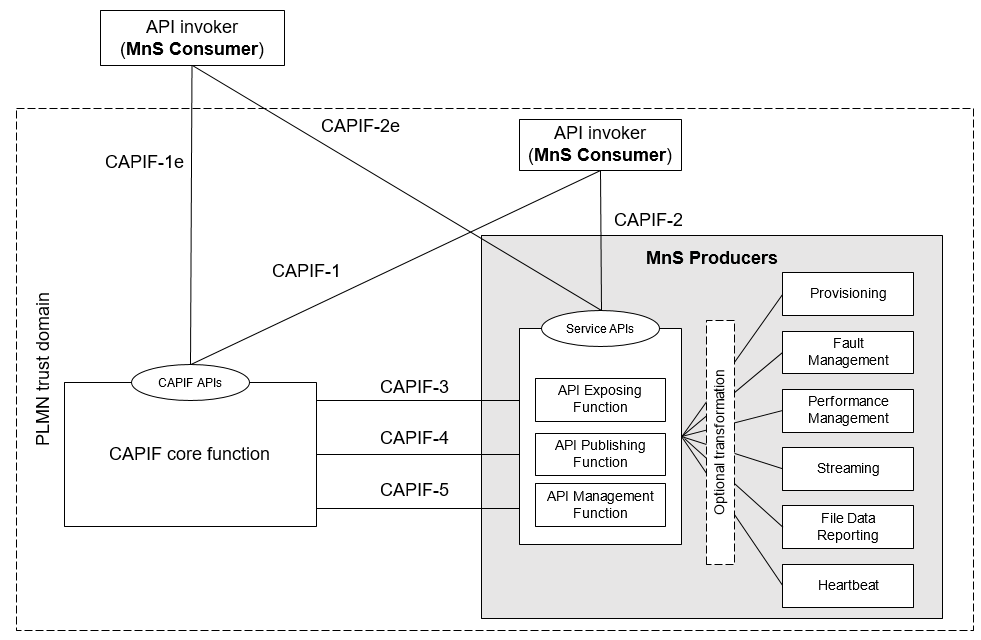 API invoker
(MnS Consumer)
CAPIF-2e
API invoker
(MnS Consumer)
CAPIF-1e
CAPIF-2
CAPIF-1
MnS Producers
PLMN trust domain
CAPIF APIs
CAPIF core function
CAPIF-3
CAPIF-4
CAPIF-5
Service APIs
API Exposing
Function
API Publishing
Function
API Management
Function
Optional transformation
Provisioning
Fault
Management
Performance
Management
Streaming
File Data
Reporting
Heartbeat